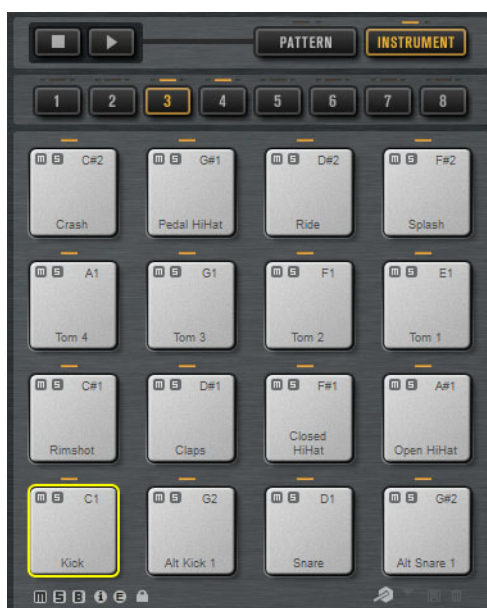 PATTERN INSTRUMENT
1 2 3 4 5 6 7 8
M S C#2 M S G#1 M S D#2 M S F#2
Crash Pedal HiHat Ride Splash
M S A1 M S G1 M S F1 M S E1
Tom 4 Tom 3 Tom 2 Tom 1
M S C#1 M S D#1 M S F#1 M S A#1
Rimshot Claps Closed HiHat Open HiHat
M S C1 M S G2 M S D1 M S G#2
Kick Alt Kick 1 Snare Alt Snare 1
M S B i e